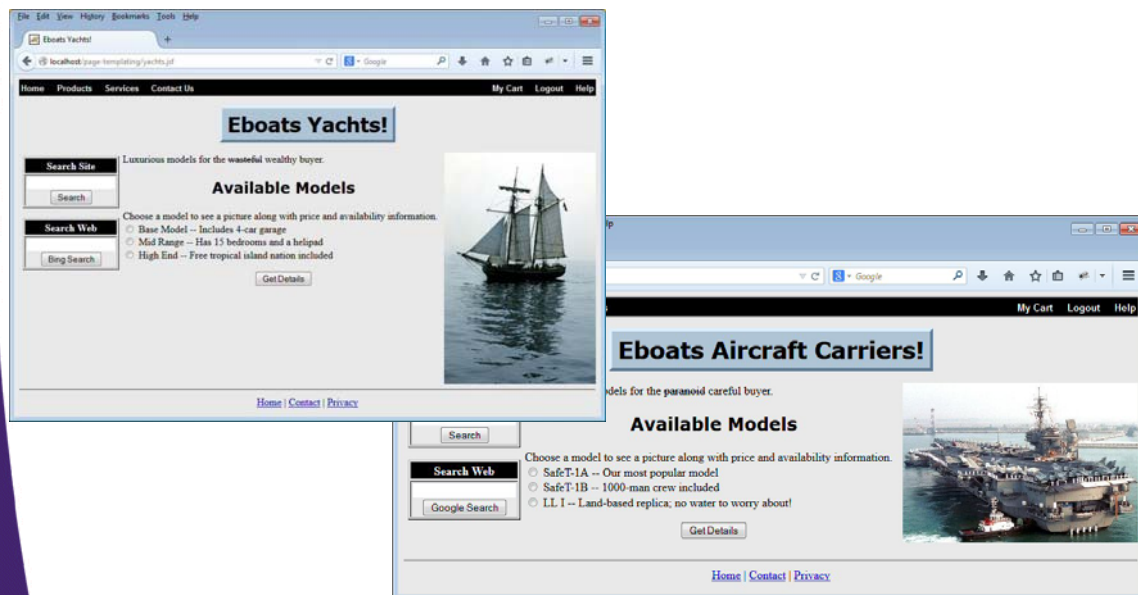 File Edit View History Bookmarks Tools Help
Eboats Yachts!
localhost/page-templating/yachts.jsf
Google
Home Products Services Contact Us My Cart Logout Help
Eboats Yachts!
Search Site
Search
Search Web
Bing Search
Luxurious models for the wasteful wealthy buyer.
Available Models
Choose a model to see a picture along with price and availability information.
Base Model -- Includes 4-car garage
Mid Range -- Has 15 bedrooms and a helipad
High End -- Free tropical island nation included
Get Details
Home | Contact | Privacy
Google
My Cart Logout Help
Eboats Aircraft Carriers!
for the paranoid careful buyer.
Search
Search Web
Google Search
Available Models
Choose a model to see a picture along with price and availability information.
SafeT-1A -- Our most popular model
SafeT-1B -- 1000-man crew included
LL I -- Land-based replica; no water to worry about!
Get Details
Home | Contact | Privacy